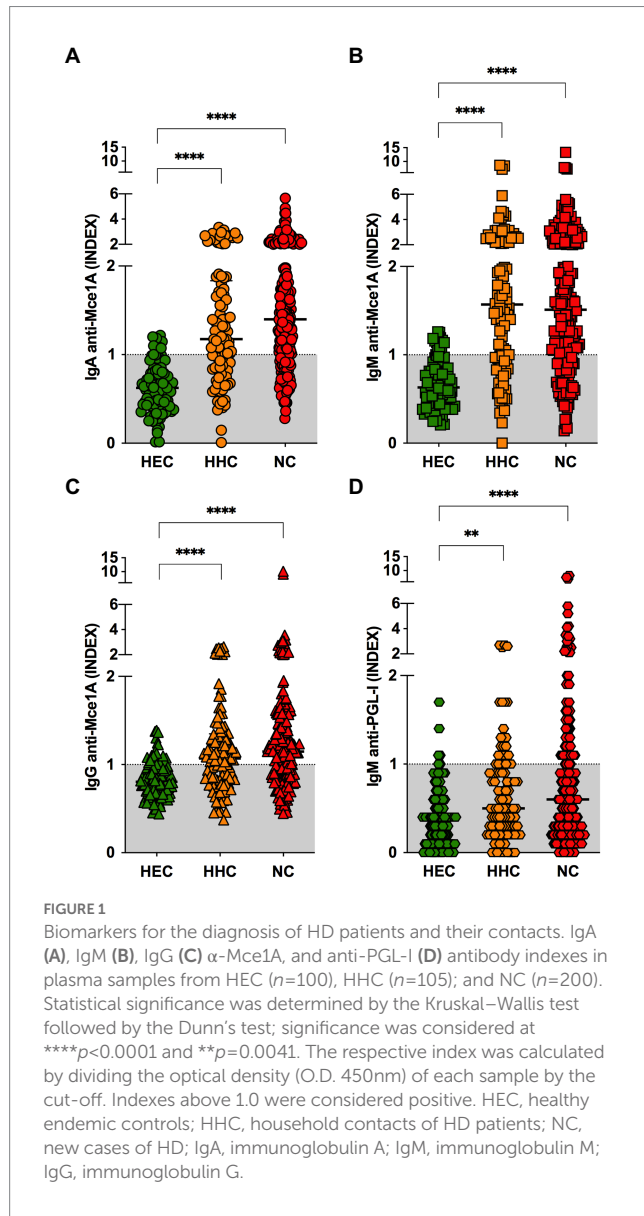 A
****
****
15
10
6
4
2
2
1
0
IgA anti-Mce1A (INDEX)
HEC
HHC
NC
B
****
****
15
10
6
4
2
2
1
0
IgM anti-Mce1A (INDEX)
HEC
HHC
NC
C
****
****
15
10
6
4
2
2
1
0
IgG anti-Mce1A (INDEX)
HEC
HHC
NC
D
****
**
15
10
6
4
2
2
1
0
IgM anti-PGL-I (INDEX)
HEC
HHC
NC
FIGURE 1
Biomarkers for the diagnosis of HD patients and their contacts. IgA
(A), IgM (B), IgG (C) α-Mce1A, and anti-PGL-I (D) antibody indexes in
plasma samples from HEC (n=100), HHC (n=105); and NC (n=200).
Statistical significance was determined by the Kruskal–Wallis test
followed by the Dunn's test; significance was considered at
****p<0.0001 and **p=0.0041. The respective index was calculated
by dividing the optical density (O.D. 450nm) of each sample by the
cut-off. Indexes above 1.0 were considered positive. HEC, healthy
endemic controls; HHC, household contacts of HD patients; NC,
new cases of HD; IgA, immunoglobulin A; IgM, immunoglobulin M;
IgG, immunoglobulin G.